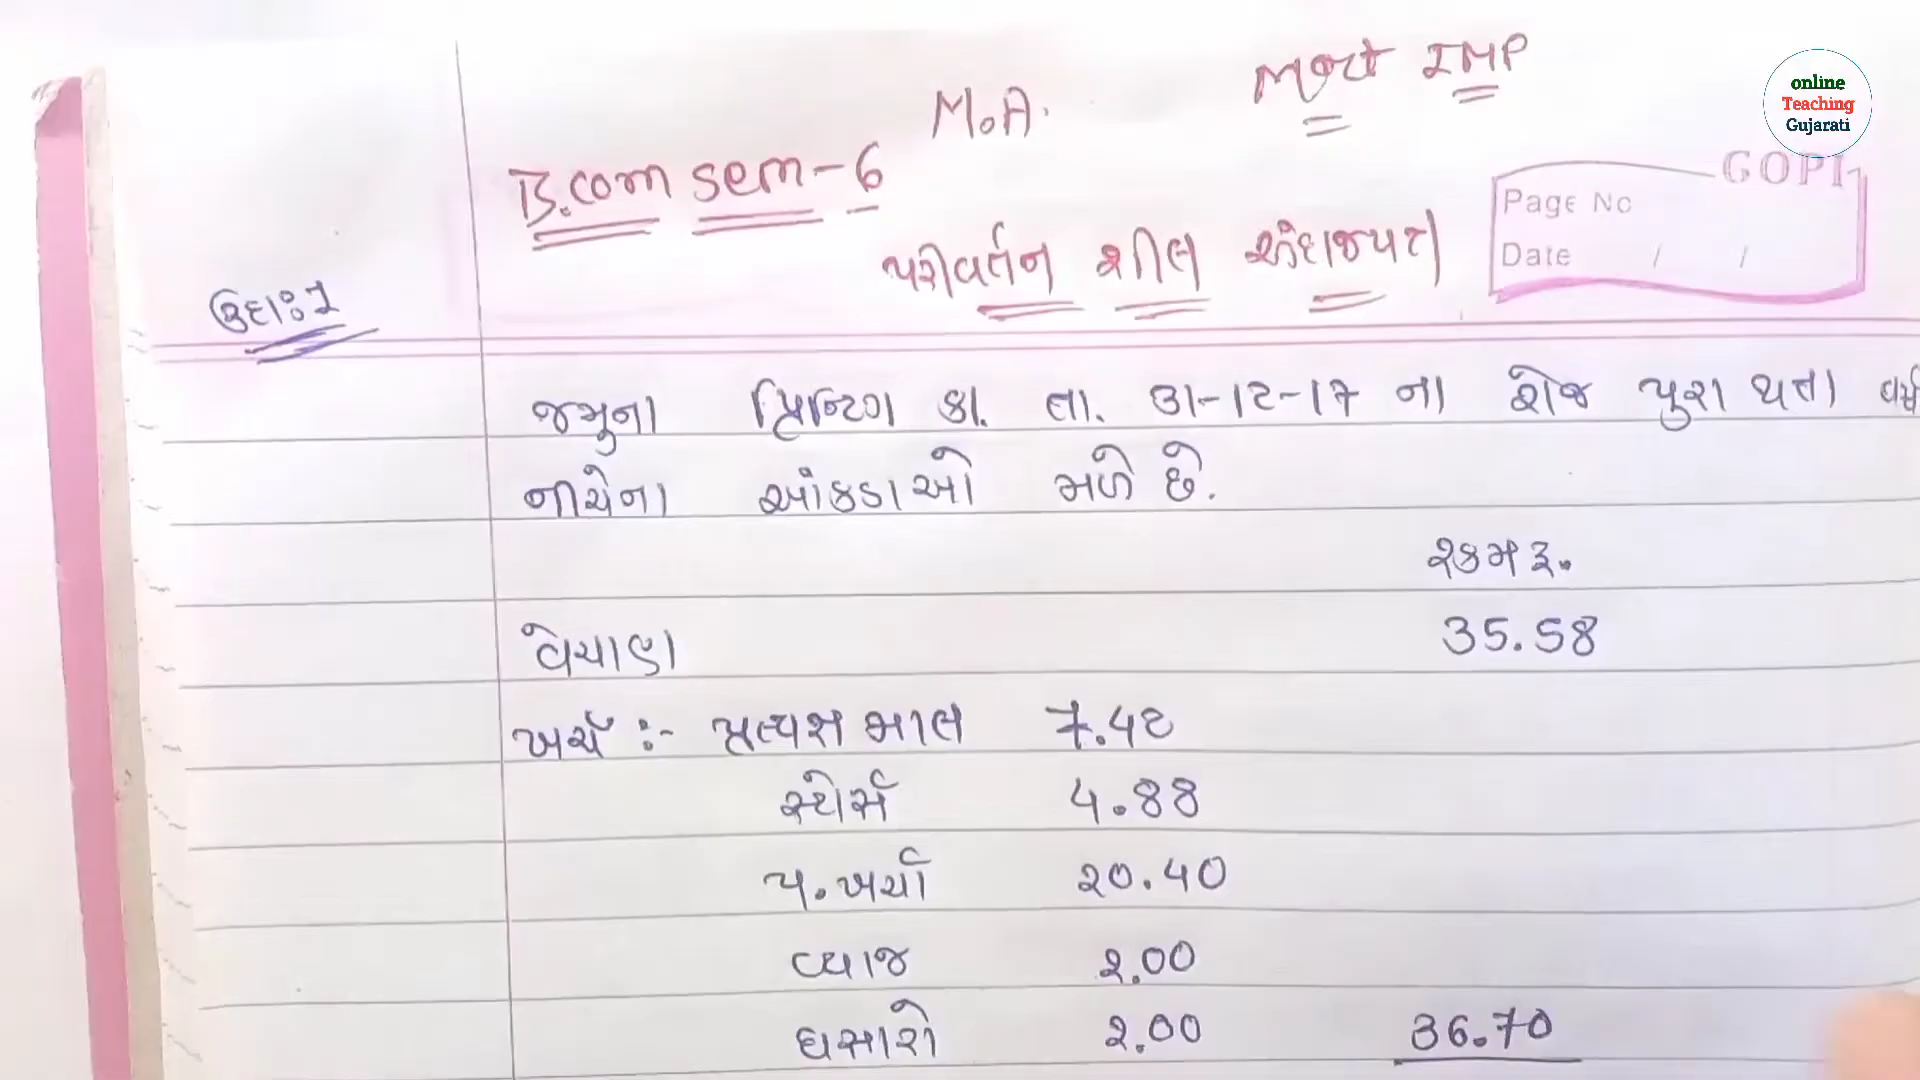 M.A.
Most IMP
online
Teaching
Gujarati
B.com sem-6
GOPI
Page No
Date / /
પરીવર્તન શીલ અંદાજપત્ર
ઉદા:1
જમુના પ્રિન્ટિગ કા. તા. 31-12-17 ના રોજ પુરા થતા વર્ષ
નીચેના આંકડાઓ મળે છે.
રકમ રૂ.
વેચાણ 35.58
ખર્ચ :- પ્રત્યક્ષ માલ 7.42
સ્ટોર્સ 4.88
પ.ખર્ચા 20.40
વ્યાજ 2.00
ઘસારો 2.00 36.70